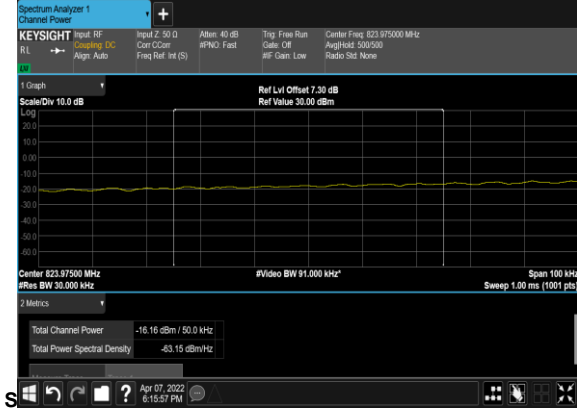 Spectrum Analyzer 1
Channel Power
+
KEYSIGHT
RL
Input: RF
Coupling: DC
Align: Auto
Input Z: 50 Ω
Corr CCorr
Freq Ref: Int (S)
Atten: 40 dB
#PNO: Fast
Trig: Free Run
Gate: Off
#IF Gain: Low
Center Freq: 823.975000 MHz
Avg|Hold: 500/500
Radio Std: None
1 Graph
Scale/Div 10.0 dB
Ref Lvl Offset 7.30 dB
Ref Value 30.00 dBm
Log
20.0
10.0
0.00
-10.0
-20.0
-30.0
-40.0
-50.0
-60.0
Center 823.97500 MHz
#Res BW 30.000 kHz
#Video BW 91.000 kHz*
Span 100 kHz
Sweep 1.00 ms (1001 pts)
2 Metrics
Total Channel Power -16.16 dBm / 50.0 kHz
Total Power Spectral Density -63.15 dBm/Hz
S
?
Apr 07, 2022
6:15:57 PM